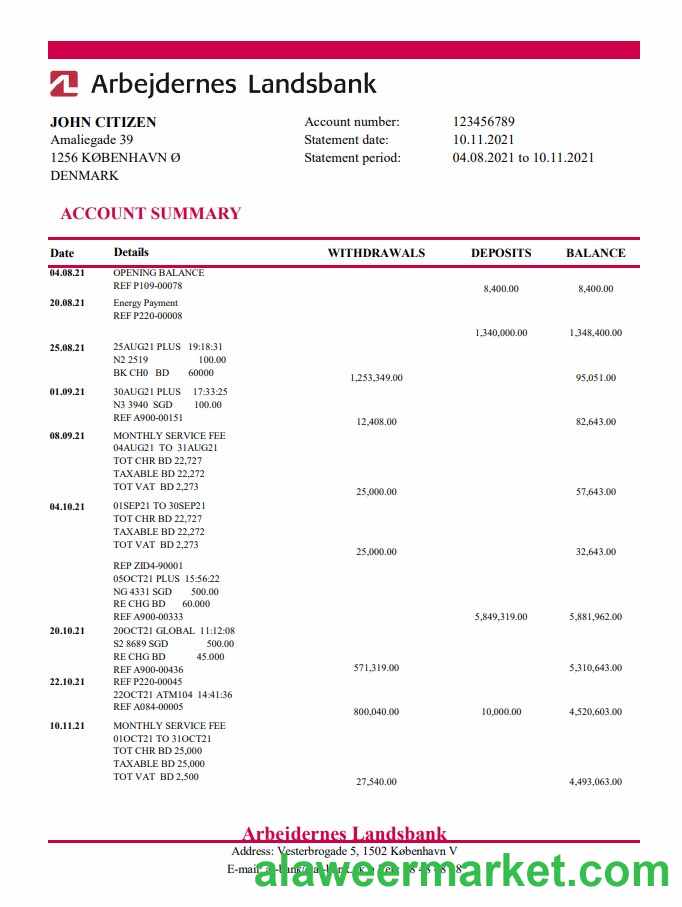 Arbejdernes Landsbank
JOHN CITIZEN
Amaliegade 39
1256 KØBENHAVN Ø
DENMARK
Account number: 123456789
Statement date: 10.11.2021
Statement period: 04.08.2021 to 10.11.2021
ACCOUNT SUMMARY
Date Details WITHDRAWALS DEPOSITS BALANCE
04.08.21 OPENING BALANCE
REF P109-00078
8,400.00 8,400.00
20.08.21 Energy Payment
REF P220-00008
1,340,000.00 1,348,400.00
25.08.21 25AUG21 PLUS 19:18:31
N2 2519 100.00
BK CH0 BD 60000
1,253,349.00 95,051.00
01.09.21 30AUG21 PLUS 17:33:25
N3 3940 SGD 100.00
REF A900-00151
12,408.00 82,643.00
08.09.21 MONTHLY SERVICE FEE
04AUG21 TO 31AUG21
TOT CHR BD 22,727
TAXABLE BD 22,272
TOT VAT BD 2,273
25,000.00 57,643.00
04.10.21 01SEP21 TO 30SEP21
TOT CHR BD 22,727
TAXABLE BD 22,272
TOT VAT BD 2,273
25,000.00 32,643.00
REP ZID4-90001
05OCT21 PLUS 15:56:22
NG 4331 SGD 500.00
RE CHG BD 60.000
REF A900-00333 5,849,319.00 5,881,962.00
20.10.21 20OCT21 GLOBAL 11:12:08
S2 8689 SGD 500.00
RE CHG BD 45.000
REF A900-00436 571,319.00 5,310,643.00
22.10.21 REF P220-00045
22OCT21 ATM104 14:41:36
REF A084-00005
800,040.00 10,000.00 4,520,603.00
10.11.21 MONTHLY SERVICE FEE
01OCT21 TO 31OCT21
TOT CHR BD 25,000
TAXABLE BD 25,000
TOT VAT BD 2,500
27,540.00 4,493,063.00
Arbejdernes Landsbank
Address: Vesterbrogade 5, 1502 København V
E-mail:
alaweermarket.com